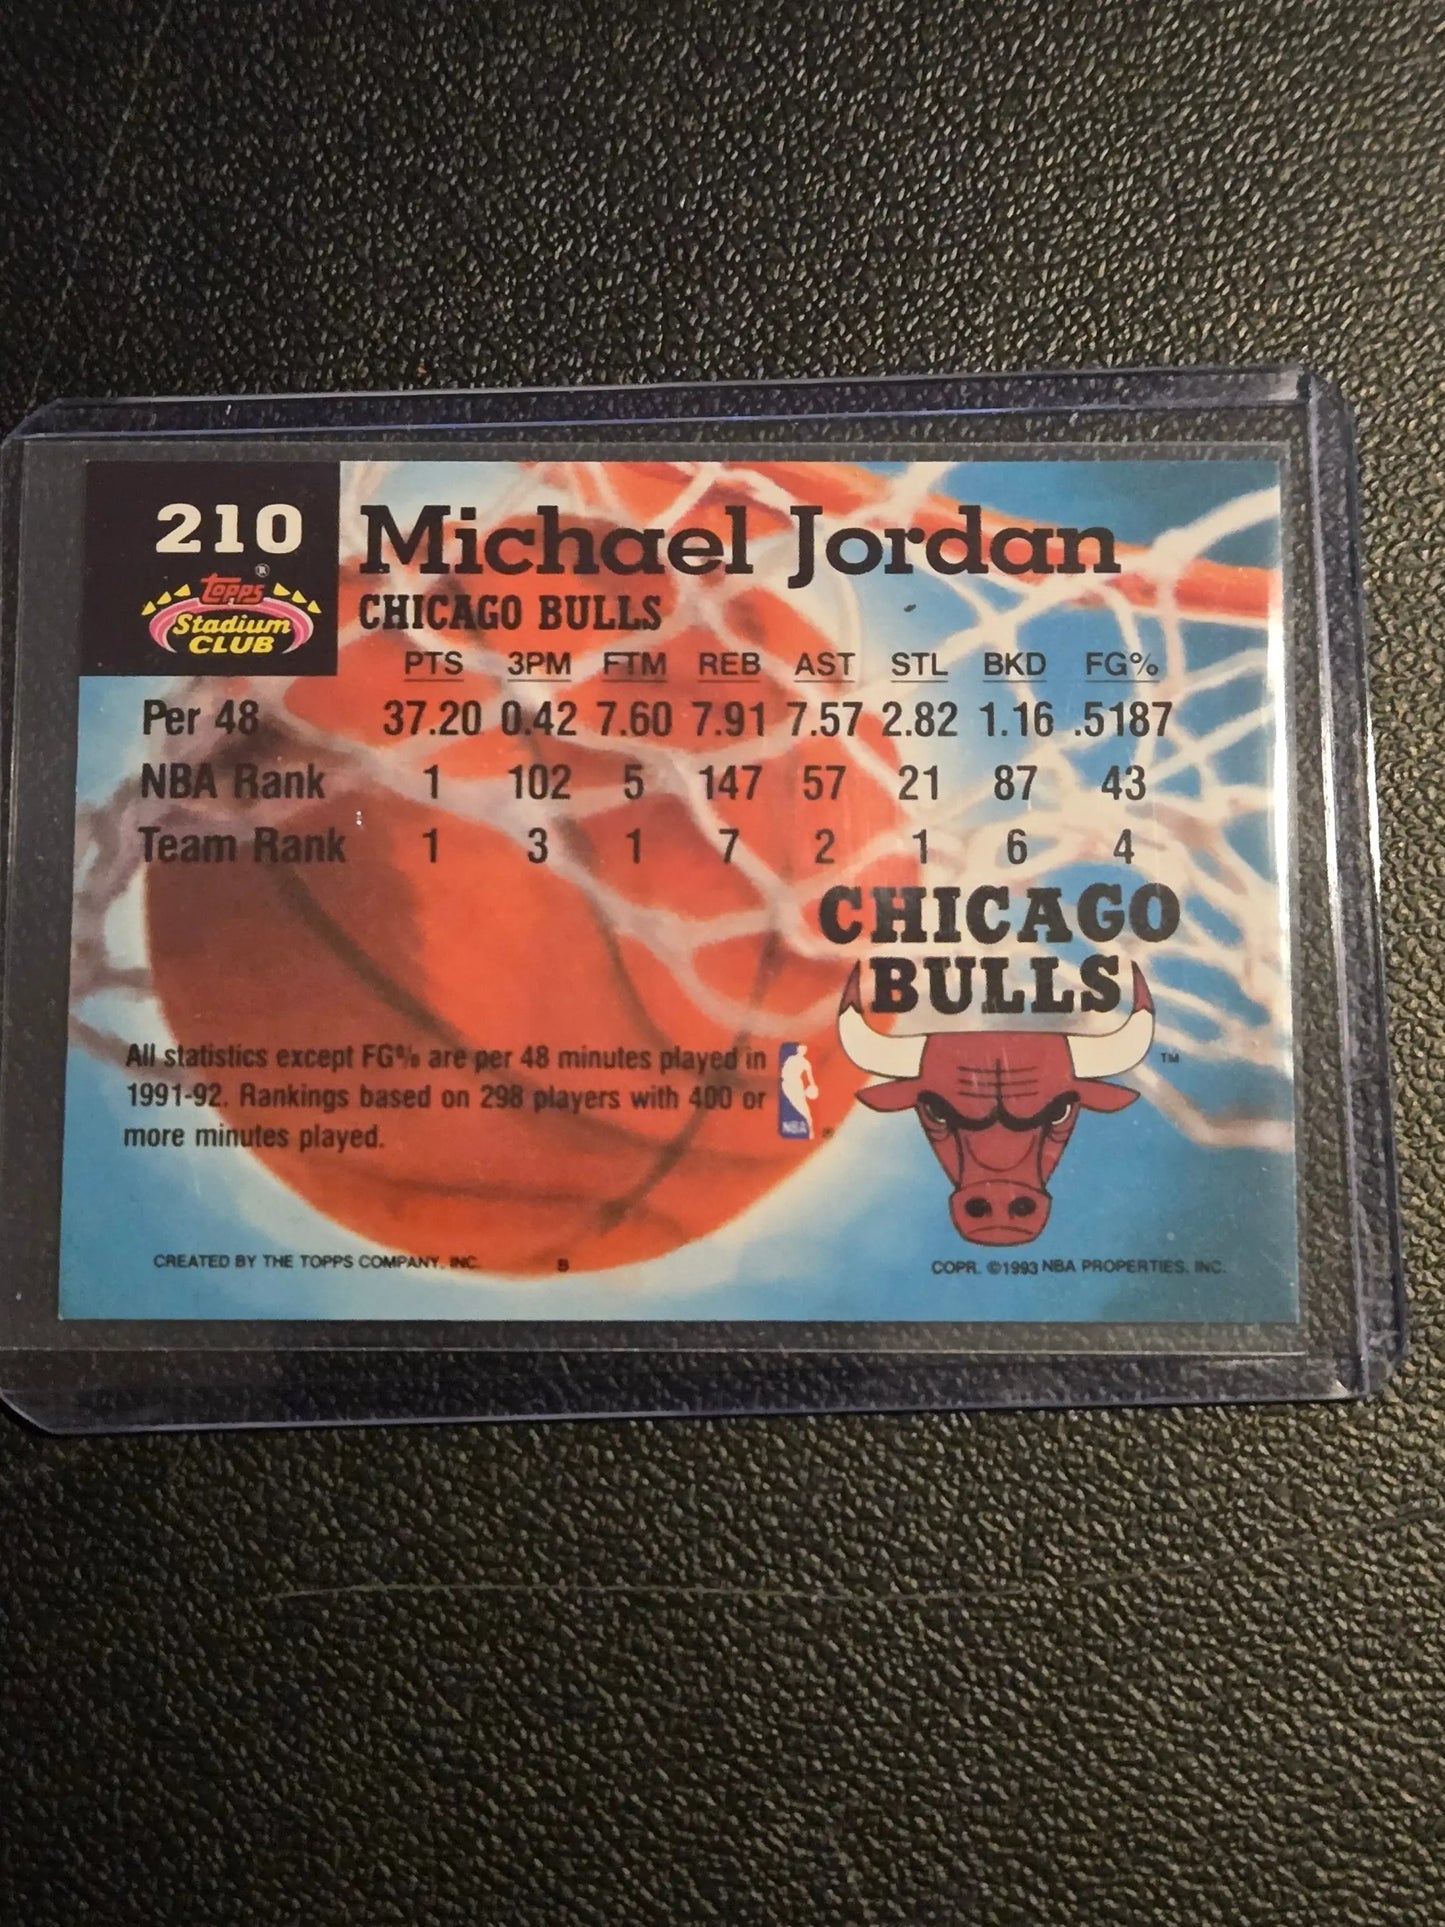 210
Topps®
Stadium
CLUB
Michael Jordan
CHICAGO BULLS
PTS 3PM FTM REB AST STL BKD FG%
Per 48 37.20 0.42 7.60 7.91 7.57 2.82 1.16 .5187
NBA Rank 1 102 5 147 57 21 87 43
Team Rank 1 3 1 7 2 1 6 4
CHICAGO
BULLS
TM
All statistics except FG% are per 48 minutes played in
1991-92. Rankings based on 298 players with 400 or
more minutes played.
NBA
®
CREATED BY THE TOPPS COMPANY, INC. B COPR. ©1993 NBA PROPERTIES, INC.